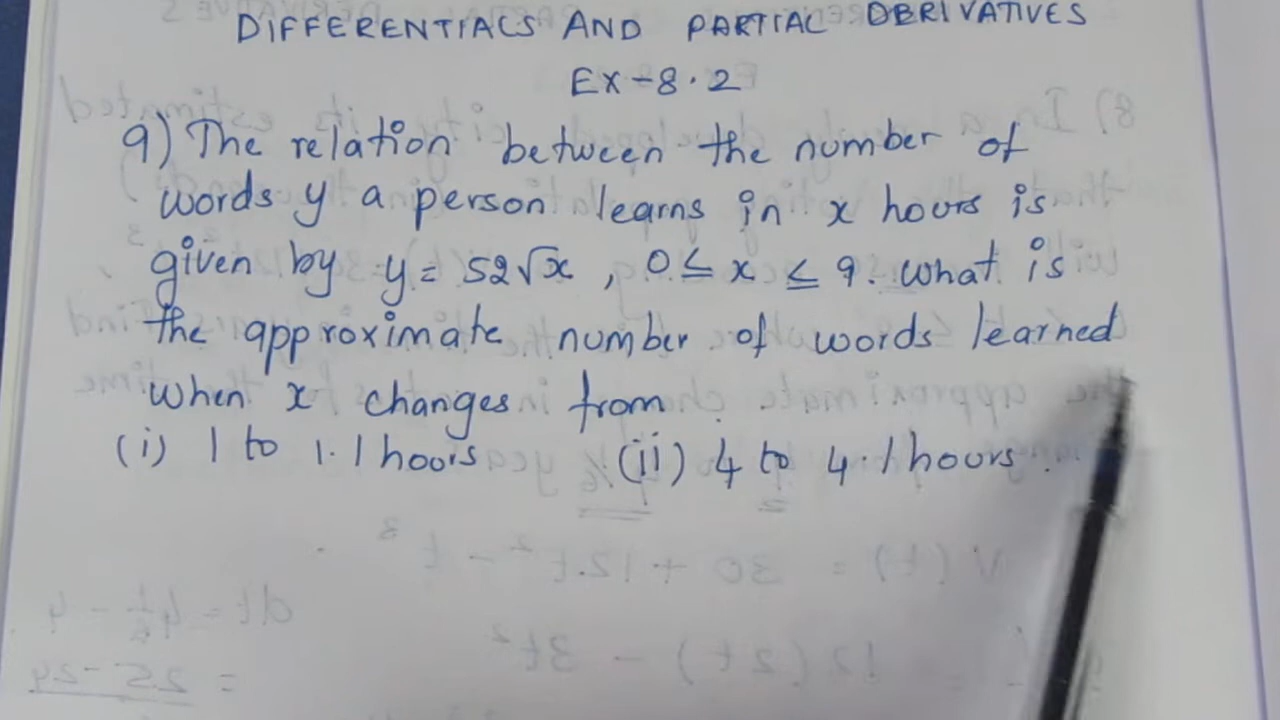 DIFFERENTIALS AND PARTIAL DERIVATIVES
EX-8.2
9) The relation between the number of
words y a person learns in x hours is
given by y = 52√x , 0 ≤ x ≤ 9. what is
the approximate number of words learned
when x changes from
(i) 1 to 1.1 hours (ii) 4 to 4.1 hours.